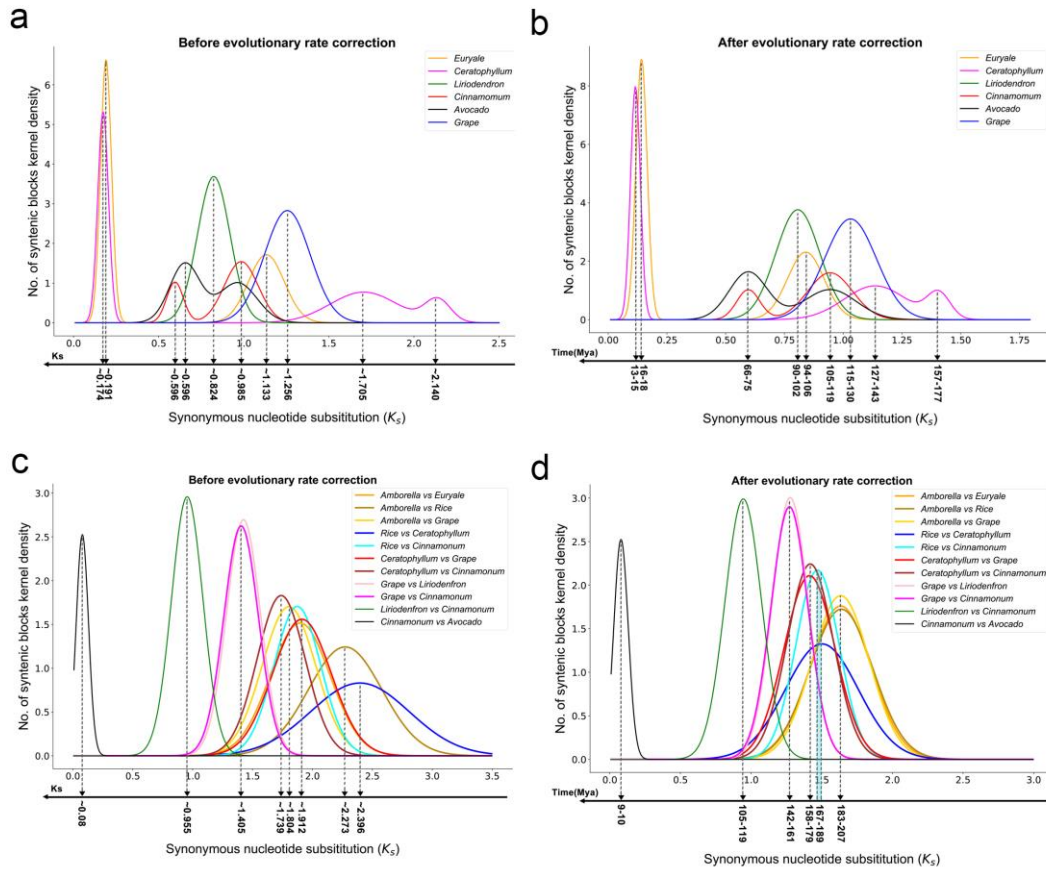 a
Before evolutionary rate correction
Euryale
Ceratophyllum
Liriodendron
Cinnamomum
Avocado
Grape
No. of syntenic blocks kernel density
6
5
4
3
2
1
0
0.0
0.5
1.0
1.5
2.0
2.5
Ks
~0.174
~0.191
~0.596
~0.596
~0.824
~0.985
~1.133
~1.256
~1.705
~2.140
Synonymous nucleotide subsititution (Ks)
b
After evolutionary rate correction
Euryale
Ceratophyllum
Liriodendron
Cinnamomum
Avocado
Grape
No. of syntenic blocks kernel density
8
6
4
2
0
0.00
0.25
0.50
0.75
1.00
1.25
1.50
1.75
Time(Mya)
13-15
16-18
66-75
90-102
94-106
105-119
115-130
127-143
157-177
Synonymous nucleotide subsititution (Ks)
c
Before evolutionary rate correction
Amborella vs Euryale
Amborella vs Rice
Amborella vs Grape
Rice vs Ceratophyllum
Rice vs Cinnamonum
Ceratophyllum vs Grape
Ceratophyllum vs Cinnamonum
Grape vs Liriodenfron
Grape vs Cinnamonum
Liriodenfron vs Cinnamonum
Cinnamonum vs Avocado
No. of syntenic blocks kernel density
3.0
2.5
2.0
1.5
1.0
0.5
0.0
0.0
0.5
1.0
1.5
2.0
2.5
3.0
3.5
Ks
~0.08
~0.955
~1.405
~1.739
~1.804
~1.912
~2.273
~2.396
Synonymous nucleotide subsititution (Ks)
d
After evolutionary rate correction
Amborella vs Euryale
Amborella vs Rice
Amborella vs Grape
Rice vs Ceratophyllum
Rice vs Cinnamonum
Ceratophyllum vs Grape
Ceratophyllum vs Cinnamonum
Grape vs Liriodenfron
Grape vs Cinnamonum
Liriodenfron vs Cinnamonum
Cinnamonum vs Avocado
No. of syntenic blocks kernel density
3.0
2.5
2.0
1.5
1.0
0.5
0.0
0.5
1.0
1.5
2.0
2.5
3.0
Time(Mya)
9-10
105-119
142-161
158-179
167-189
183-207
Synonymous nucleotide subsititution (Ks)